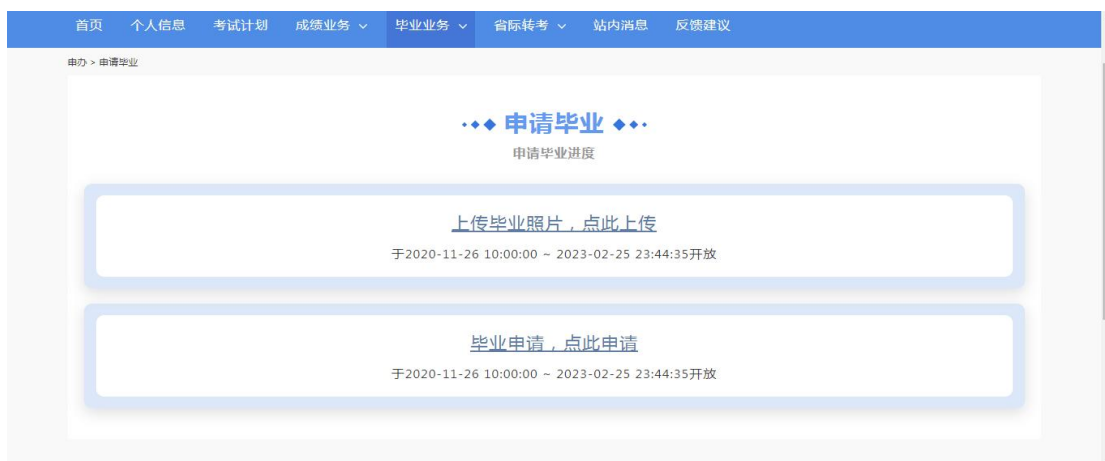 首页 个人信息 考试计划 成绩业务 毕业业务 省际转考 站内消息 反馈建议
申办 > 申请毕业
申请毕业
申请毕业进度
上传毕业照片，点此上传
于2020-11-26 10:00:00 ~ 2023-02-25 23:44:35开放
毕业申请，点此申请
于2020-11-26 10:00:00 ~ 2023-02-25 23:44:35开放